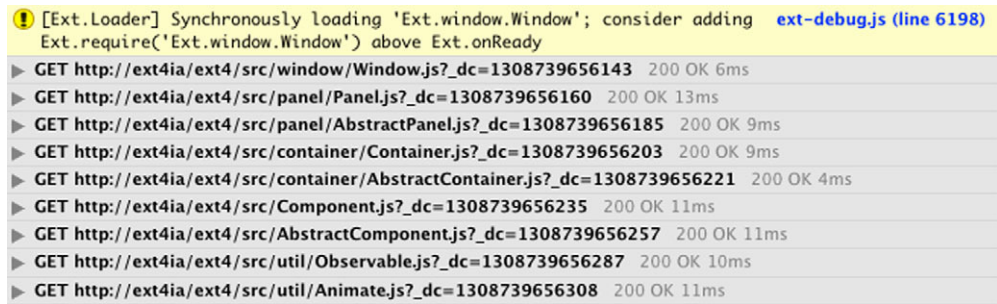 [Ext.Loader] Synchronously loading 'Ext.window.Window'; consider adding ext-debug.js (line 6198)
Ext.require('Ext.window.Window') above Ext.onReady
GET http://ext4ia/ext4/src/window/Window.js?_dc=1308739656143 200 OK 6ms
GET http://ext4ia/ext4/src/panel/Panel.js?_dc=1308739656160 200 OK 13ms
GET http://ext4ia/ext4/src/panel/AbstractPanel.js?_dc=1308739656185 200 OK 9ms
GET http://ext4ia/ext4/src/container/Container.js?_dc=1308739656203 200 OK 9ms
GET http://ext4ia/ext4/src/container/AbstractContainer.js?_dc=1308739656221 200 OK 4ms
GET http://ext4ia/ext4/src/Component.js?_dc=1308739656235 200 OK 11ms
GET http://ext4ia/ext4/src/AbstractComponent.js?_dc=1308739656257 200 OK 11ms
GET http://ext4ia/ext4/src/util/Observable.js?_dc=1308739656287 200 OK 10ms
GET http://ext4ia/ext4/src/util/Animate.js?_dc=1308739656308 200 OK 11ms